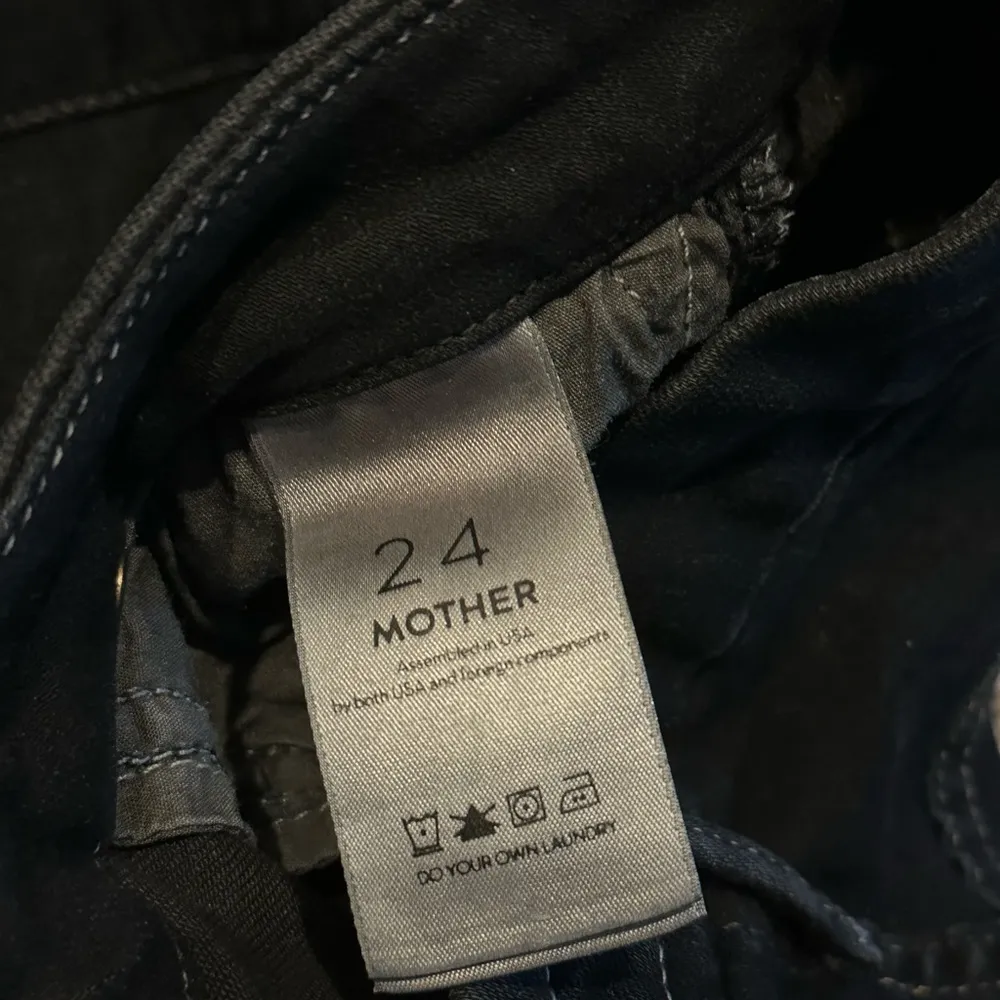 24
MOTHER
Assembled in USA
by both USA and foreign components
DO YOUR OWN LAUNDRY